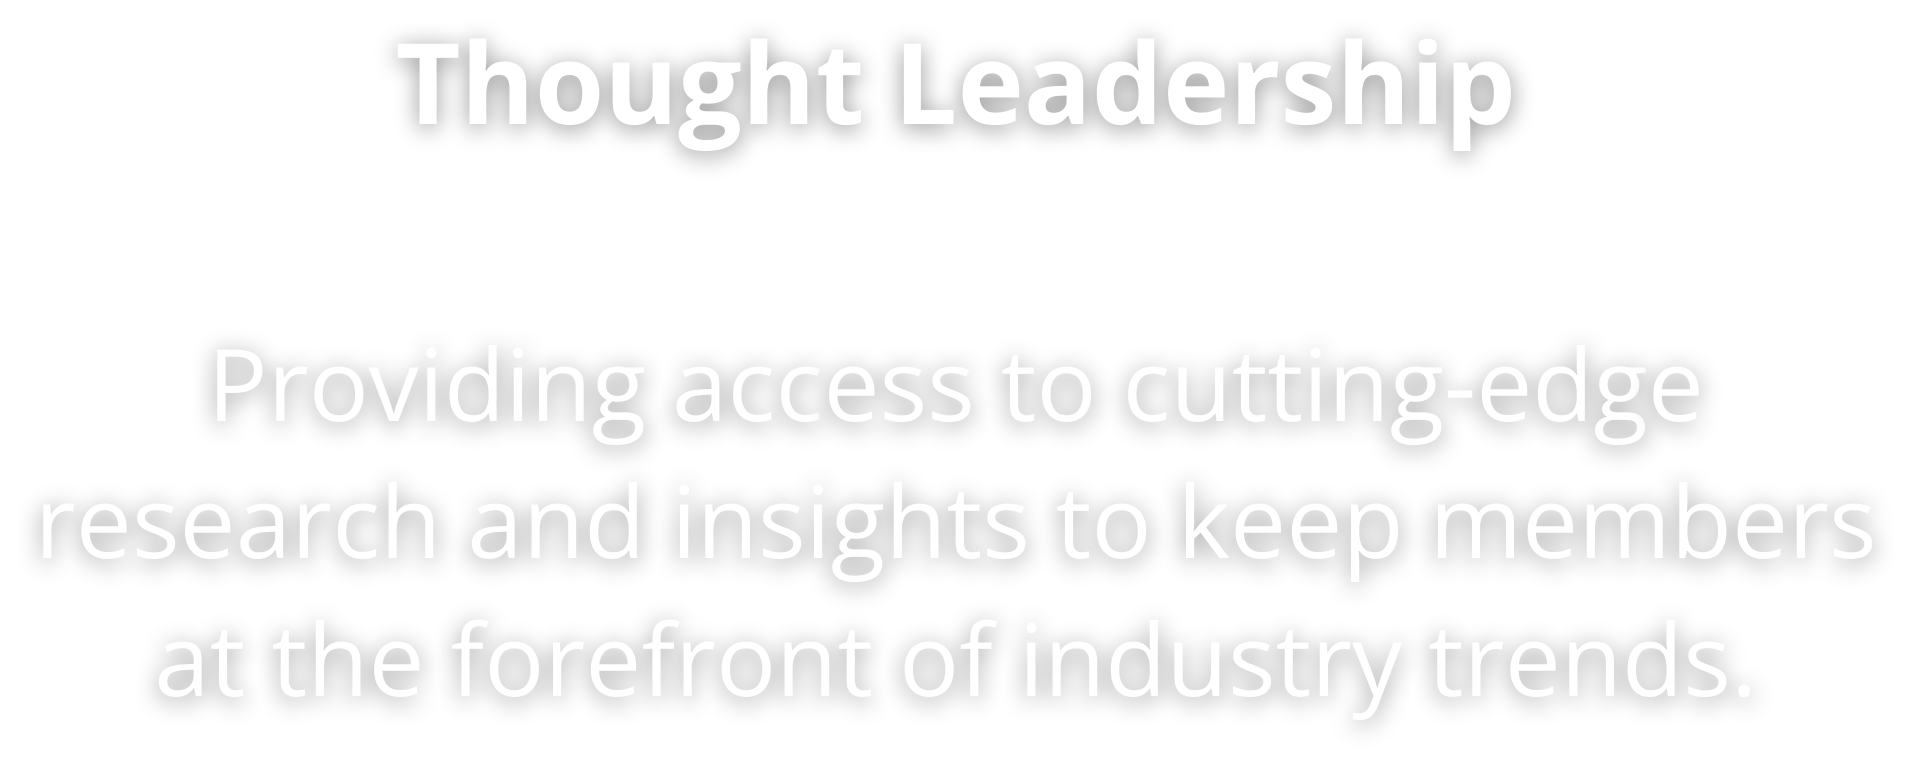 Thought Leadership
Providing access to cutting-edge
research and insights to keep members
at the forefront of industry trends.